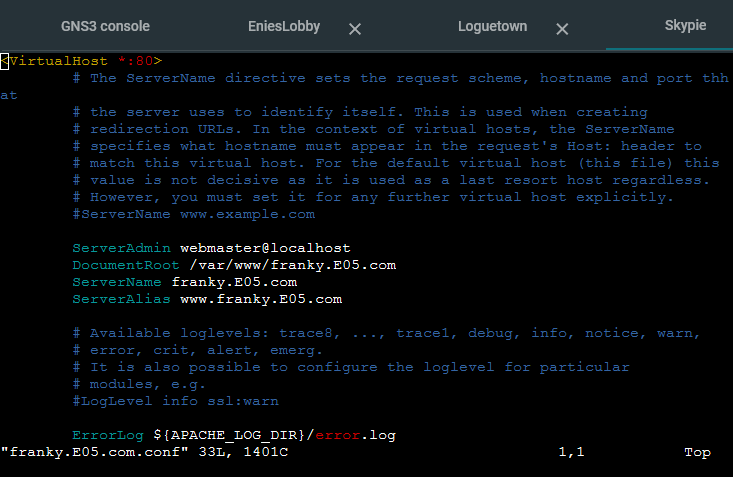 GNS3 console EniesLobby Loguetown Skypie
<VirtualHost *:80>
# The ServerName directive sets the request scheme, hostname and port thh
at
# the server uses to identify itself. This is used when creating
# redirection URLs. In the context of virtual hosts, the ServerName
# specifies what hostname must appear in the request's Host: header to
# match this virtual host. For the default virtual host (this file) this
# value is not decisive as it is used as a last resort host regardless.
# However, you must set it for any further virtual host explicitly.
#ServerName www.example.com
ServerAdmin webmaster@localhost
DocumentRoot /var/www/franky.E05.com
ServerName franky.E05.com
ServerAlias www.franky.E05.com
# Available loglevels: trace8, ..., trace1, debug, info, notice, warn,
# error, crit, alert, emerg.
# It is also possible to configure the loglevel for particular
# modules, e.g.
#LogLevel info ssl:warn
ErrorLog ${APACHE_LOG_DIR}/error.log
"franky.E05.com.conf" 33L, 1401C 1,1 Top